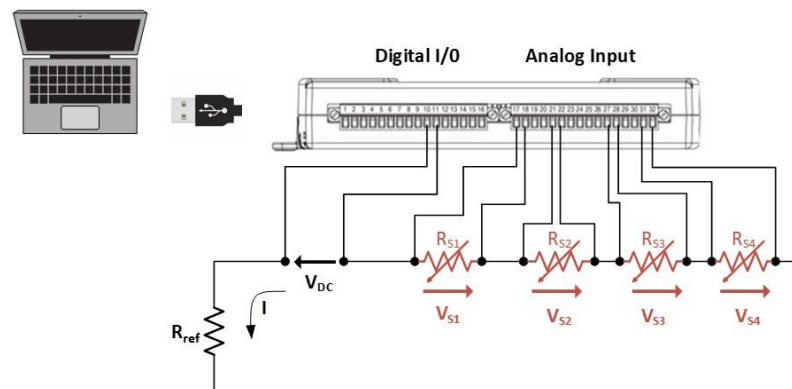 Digital I/0 Analog Input
1 2 3 4 5 6 7 8 9 10 11 12 13 14 15 16 17 18 19 20 21 22 23 24 25 26 27 28 29 30 31 32
RS1 RS2 RS3 RS4
VDC
VS1 VS2 VS3 VS4
I
Rref